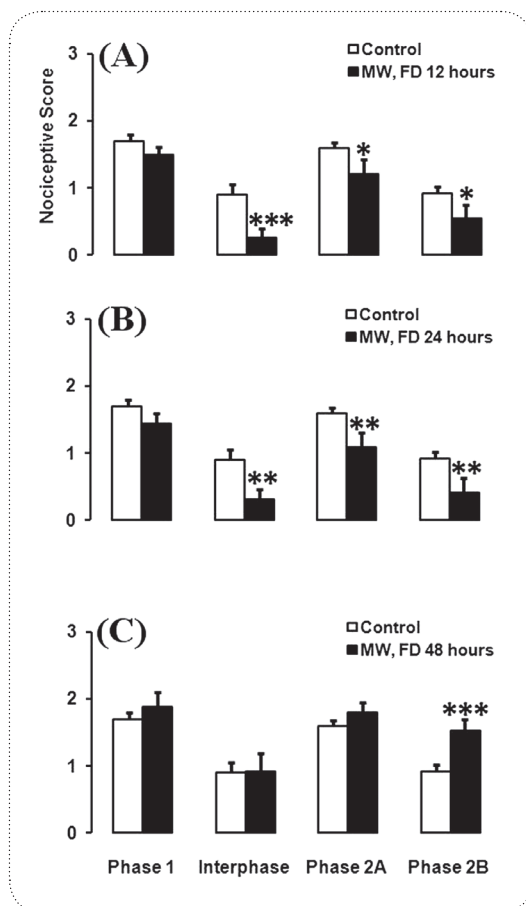 Nociceptive Score
(A)
Control
MW, FD 12 hours
3
2
1
0
***
*
*
(B)
Control
MW, FD 24 hours
3
2
1
0
**
**
**
(C)
Control
MW, FD 48 hours
3
2
1
0
***
Phase 1 Interphase Phase 2A Phase 2B